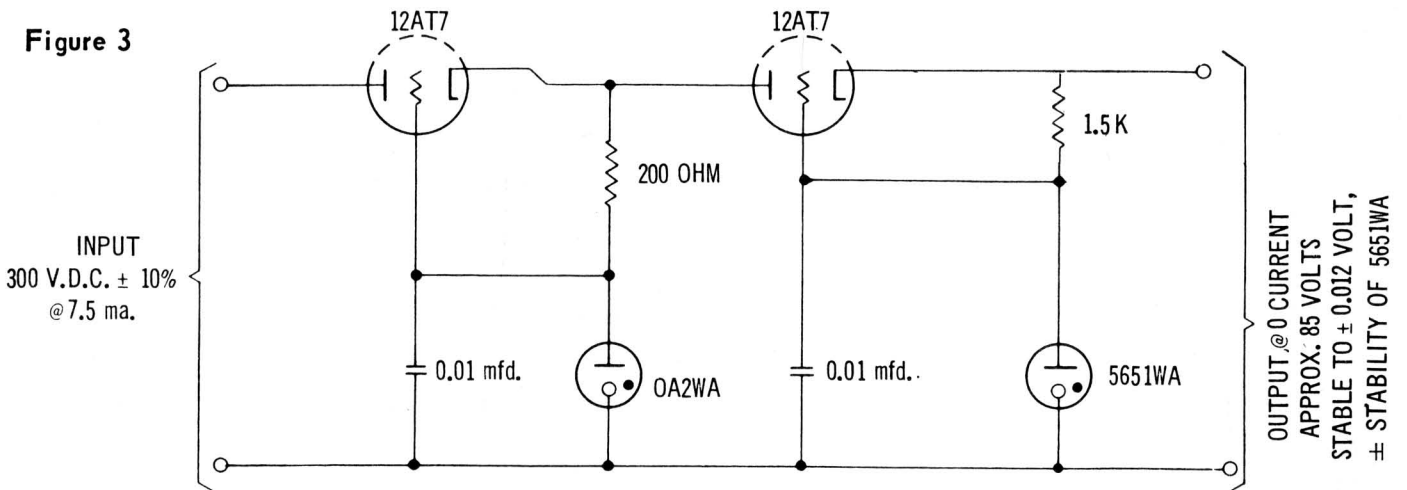 Figure 3
12AT7
12AT7
200 OHM
1.5 K
INPUT
300 V.D.C. ± 10%
@ 7.5 ma.
0.01 mfd.
OA2WA
0.01 mfd.
5651WA
OUTPUT,@ 0 CURRENT
APPROX. 85 VOLTS
STABLE TO ± 0.012 VOLT,
± STABILITY OF 5651WA